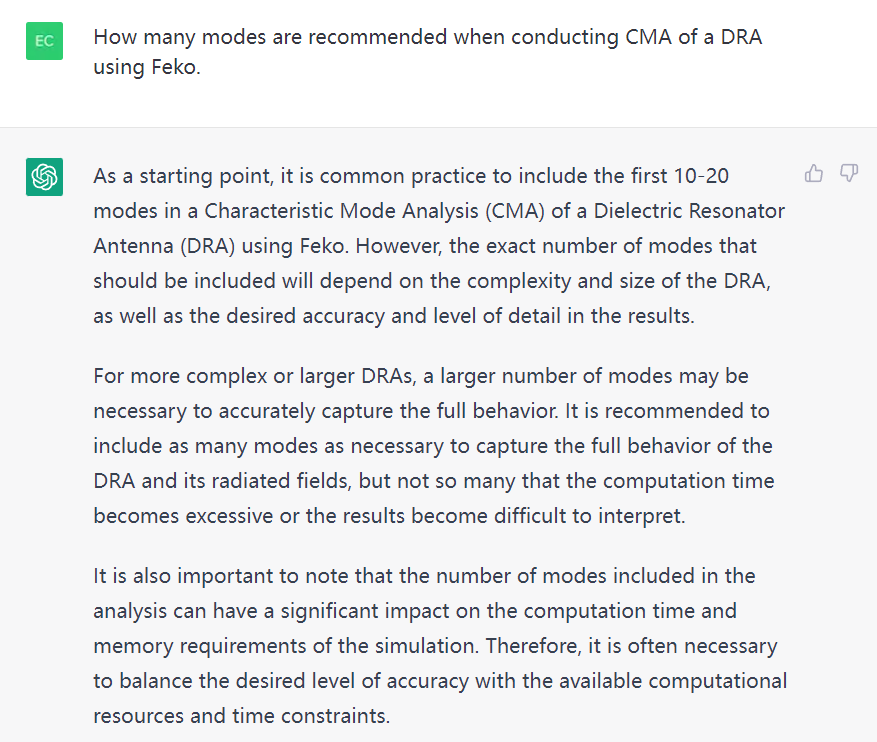 EC
How many modes are recommended when conducting CMA of a DRA
using Feko.
As a starting point, it is common practice to include the first 10-20
modes in a Characteristic Mode Analysis (CMA) of a Dielectric Resonator
Antenna (DRA) using Feko. However, the exact number of modes that
should be included will depend on the complexity and size of the DRA,
as well as the desired accuracy and level of detail in the results.
For more complex or larger DRAs, a larger number of modes may be
necessary to accurately capture the full behavior. It is recommended to
include as many modes as necessary to capture the full behavior of the
DRA and its radiated fields, but not so many that the computation time
becomes excessive or the results become difficult to interpret.
It is also important to note that the number of modes included in the
analysis can have a significant impact on the computation time and
memory requirements of the simulation. Therefore, it is often necessary
to balance the desired level of accuracy with the available computational
resources and time constraints.